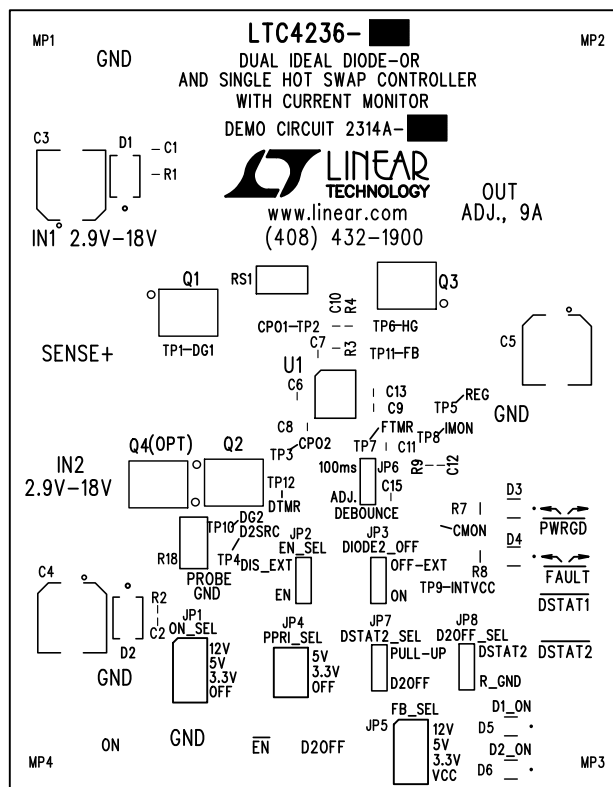 MP1
LTC4236-
MP2
GND
DUAL IDEAL DIODE-OR
AND SINGLE HOT SWAP CONTROLLER
WITH CURRENT MONITOR
DEMO CIRCUIT 2314A-
C3
D1
C1
R1
LINEAR
TECHNOLOGY
www.linear.com
(408) 432-1900
OUT
ADJ., 9A
IN1 2.9V-18V
Q1
RS1
Q3
C10
R4
CPO1-TP2
TP6-HG
C7
R3
TP1-DG1
TP11-FB
C5
SENSE+
U1
C6
C13
C9
REG
TP5
GND
C8
FTMR
IMON
TP8
CPO2
TP3
TP7
C11
IN2
2.9V-18V
Q4(OPT)
Q2
100ms
JP6
R9
C12
TP12
DTMR
ADJ.
C15
DEBOUNCE
D3
R7
PWRGD
DG2
TP10
D2SRC
TP4
JP2
EN_SEL
JP3
DIODE2_OFF
CMON
D4
R18
DIS_EXT
OFF-EXT
R8
FAULT
PROBE
GND
EN
ON
TP9-INTVCC
C4
D2
R2
C2
JP1
ON_SEL
12V
5V
3.3V
OFF
JP4
PPRI_SEL
5V
3.3V
OFF
JP7
DSTAT2_SEL
PULL-UP
D2OFF
JP8
D2OFF_SEL
DSTAT2
R_GND
DSTAT1
DSTAT2
GND
FB_SEL
JP5
12V
5V
3.3V
VCC
D1_ON
D5
D2_ON
D6
MP4
ON
GND
EN
D2OFF
MP3